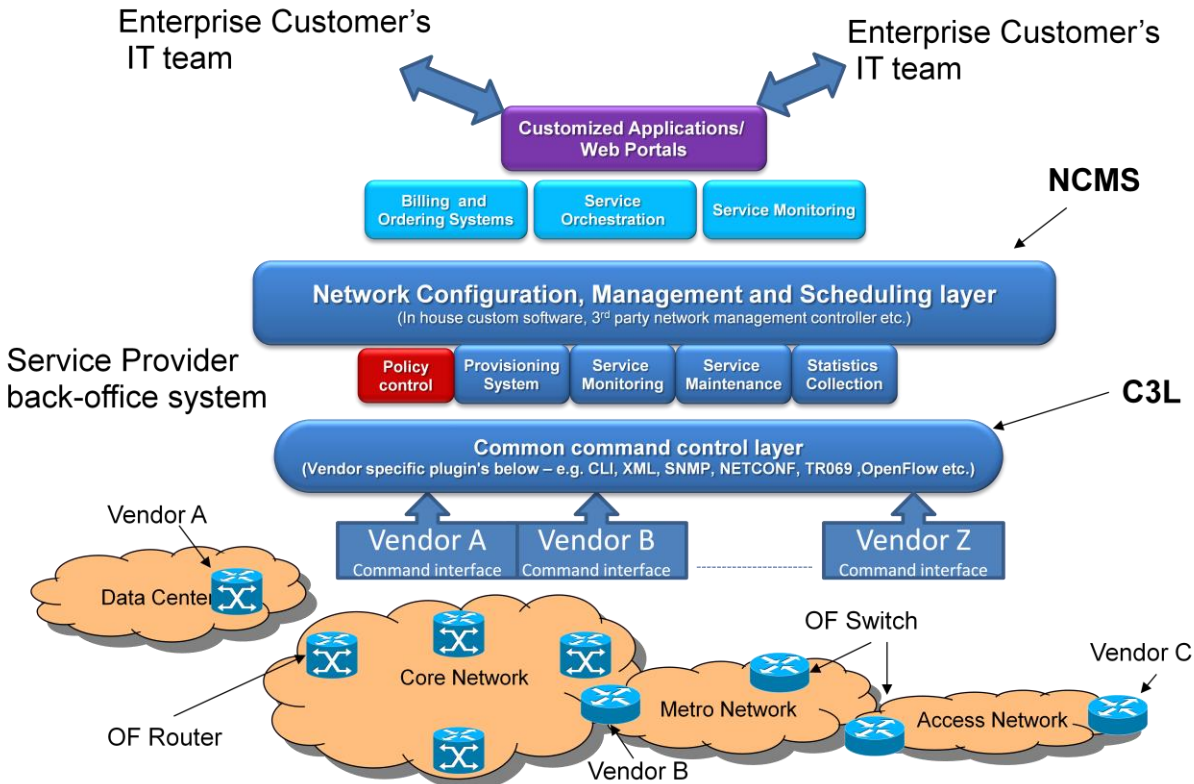 Enterprise Customer's
IT team
Enterprise Customer's
IT team
Customized Applications/
Web Portals
NCMS
Billing and
Ordering Systems
Service
Orchestration
Service Monitoring
Network Configuration, Management and Scheduling layer
(In house custom software, 3rd party network management controller etc.)
Service Provider
back-office system
Policy
control
Provisioning
System
Service
Monitoring
Service
Maintenance
Statistics
Collection
C3L
Common command control layer
(Vendor specific plugin's below – e.g. CLI, XML, SNMP, NETCONF, TR069 ,OpenFlow etc.)
Vendor A
Vendor A
Command interface
Vendor B
Command interface
Vendor Z
Command interface
Data Center
OF Switch
Vendor C
Core Network
Metro Network
Access Network
OF Router
Vendor B